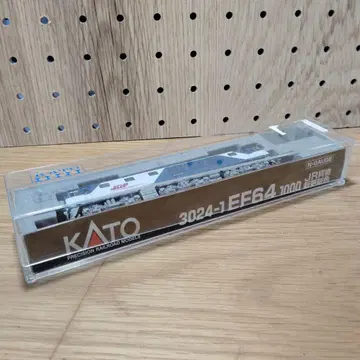 N-GAUGE
KATO
PRECISION RAILROAD MODELS
3024-1 EF64 1000 JR貨物